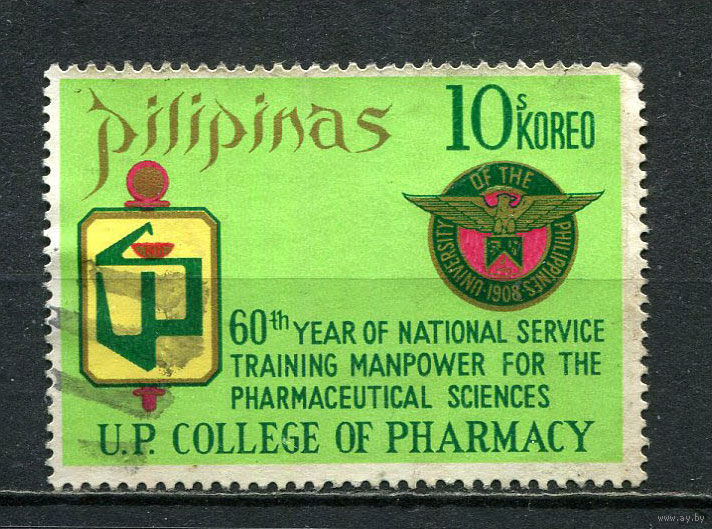 pilipinas
10s KOREO
UNIVERSITY OF THE PHILIPPINES
1908
60th YEAR OF NATIONAL SERVICE
TRAINING MANPOWER FOR THE
PHARMACEUTICAL SCIENCES
U.P. COLLEGE OF PHARMACY
www.ay.by